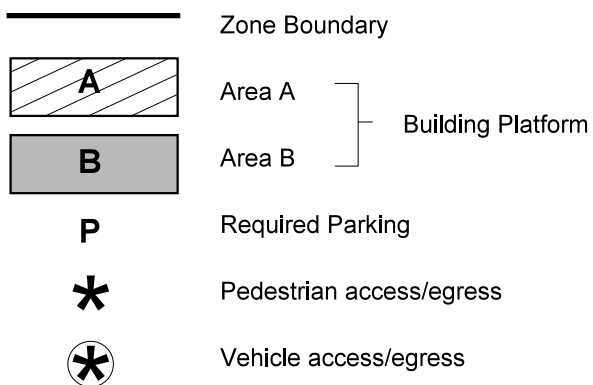 Zone Boundary
A Area A
Building Platform
B Area B
P Required Parking
* Pedestrian access/egress
* Vehicle access/egress